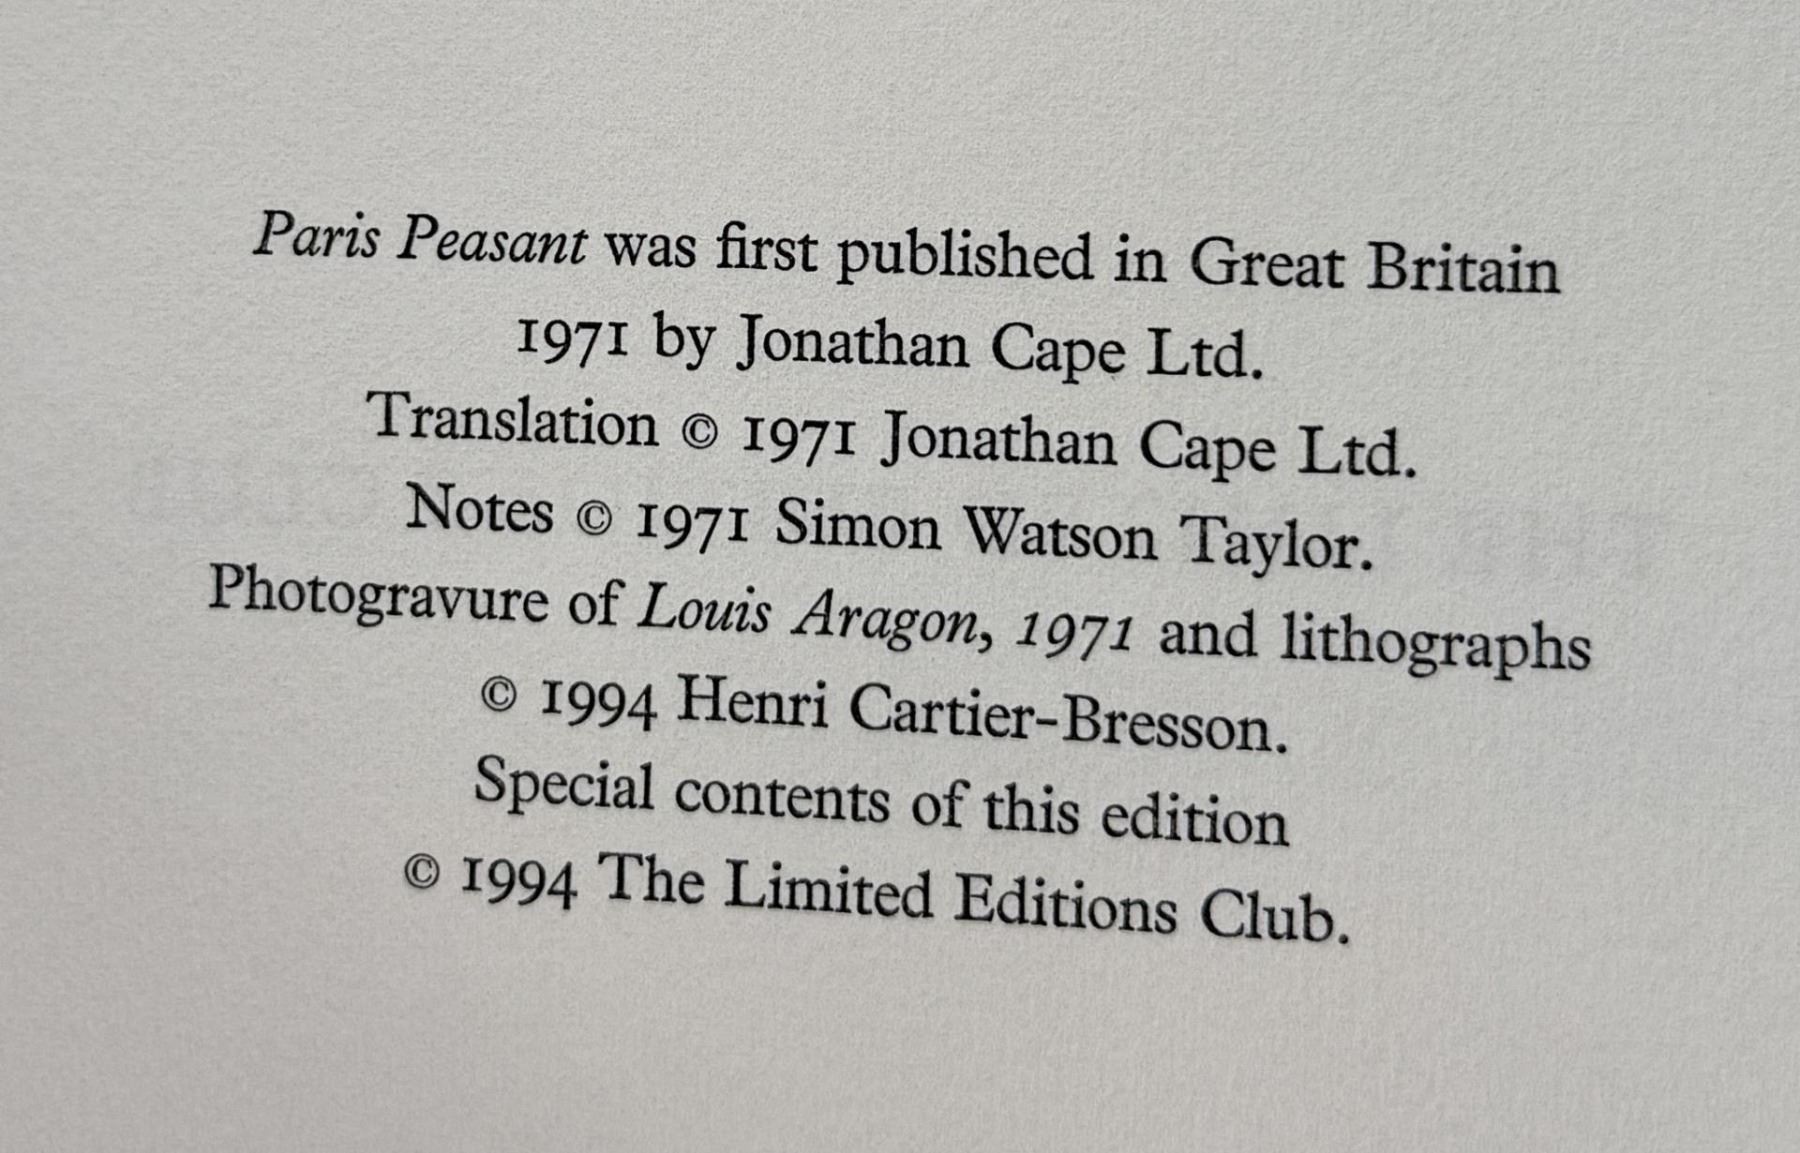 Paris Peasant was first published in Great Britain
1971 by Jonathan Cape Ltd.
Translation © 1971 Jonathan Cape Ltd.
Notes © 1971 Simon Watson Taylor.
Photogravure of Louis Aragon, 1971 and lithographs
© 1994 Henri Cartier-Bresson.
Special contents of this edition
© 1994 The Limited Editions Club.